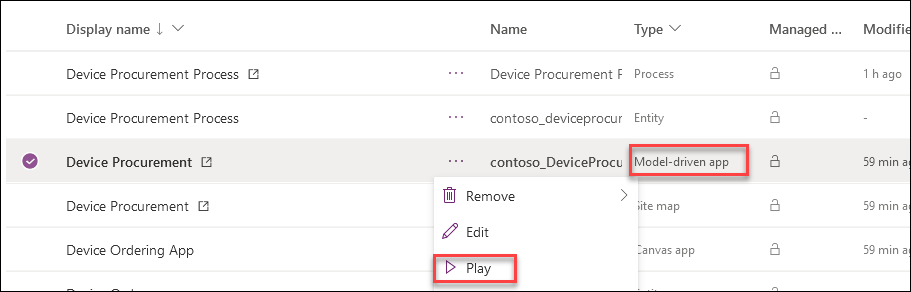 Display name Name Type Managed ... Modifie
Device Procurement Process ... Device Procurement F Process 1 h ago
Device Procurement Process ... contoso_deviceprocur Entity -
Device Procurement ... contoso_DeviceProcu Model-driven app 59 min ag
Remove
Device Procurement Site map 59 min ag
Edit
Device Ordering App Canvas app 59 min ag
Play